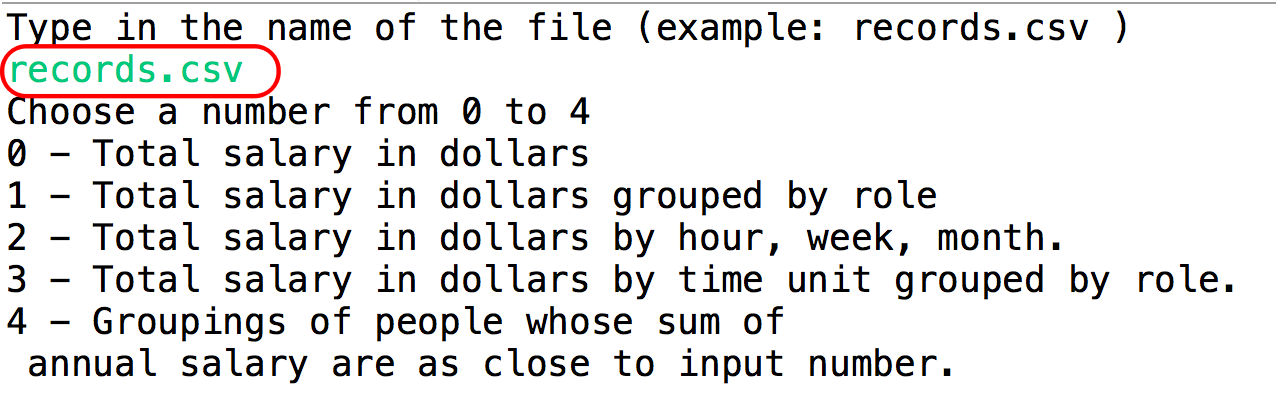 Type in the name of the file (example: records.csv )
records.csv
Choose a number from 0 to 4
0 – Total salary in dollars
1 – Total salary in dollars grouped by role
2 – Total salary in dollars by hour, week, month.
3 – Total salary in dollars by time unit grouped by role.
4 – Groupings of people whose sum of
annual salary are as close to input number.